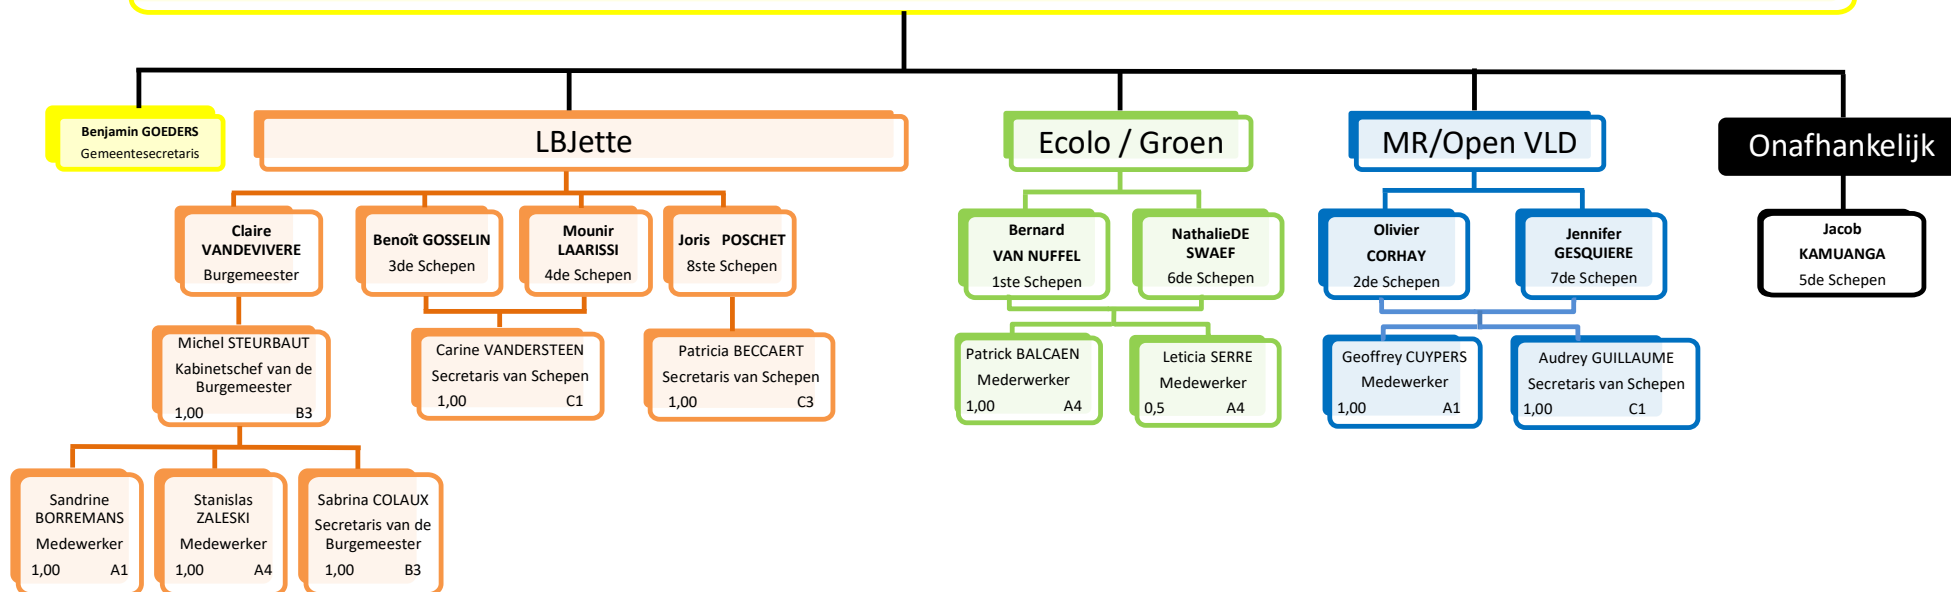 Benjamin GOEDERS
Gemeentesecretaris
LBJette
Ecolo / Groen
MR/Open VLD
Onafhankelijk
Claire
VANDEVIVERE
Burgemeester
Benoît GOSSELIN
3de Schepen
Mounir
LAARISSI
4de Schepen
Joris POSCHET
8ste Schepen
Bernard
VAN NUFFEL
1ste Schepen
NathalieDE
SWAEF
6de Schepen
Olivier
CORHAY
2de Schepen
Jennifer
GESQUIERE
7de Schepen
Jacob
KAMUANGA
5de Schepen
Michel STEURBAUT
Kabinetschef van de
Burgemeester
1,00 B3
Carine VANDERSTEEN
Secretaris van Schepen
1,00 C1
Patricia BECCAERT
Secretaris van Schepen
1,00 C3
Patrick BALCAEN
Mederwerker
1,00 A4
Leticia SERRE
Medewerker
0,5 A4
Geoffrey CUYPERS
Medewerker
1,00 A1
Audrey GUILLAUME
Secretaris van Schepen
1,00 C1
Sandrine
BORREMANS
Medewerker
1,00 A1
Stanislas
ZALESKI
Medewerker
1,00 A4
Sabrina COLAUX
Secretaris van de
Burgemeester
1,00 B3